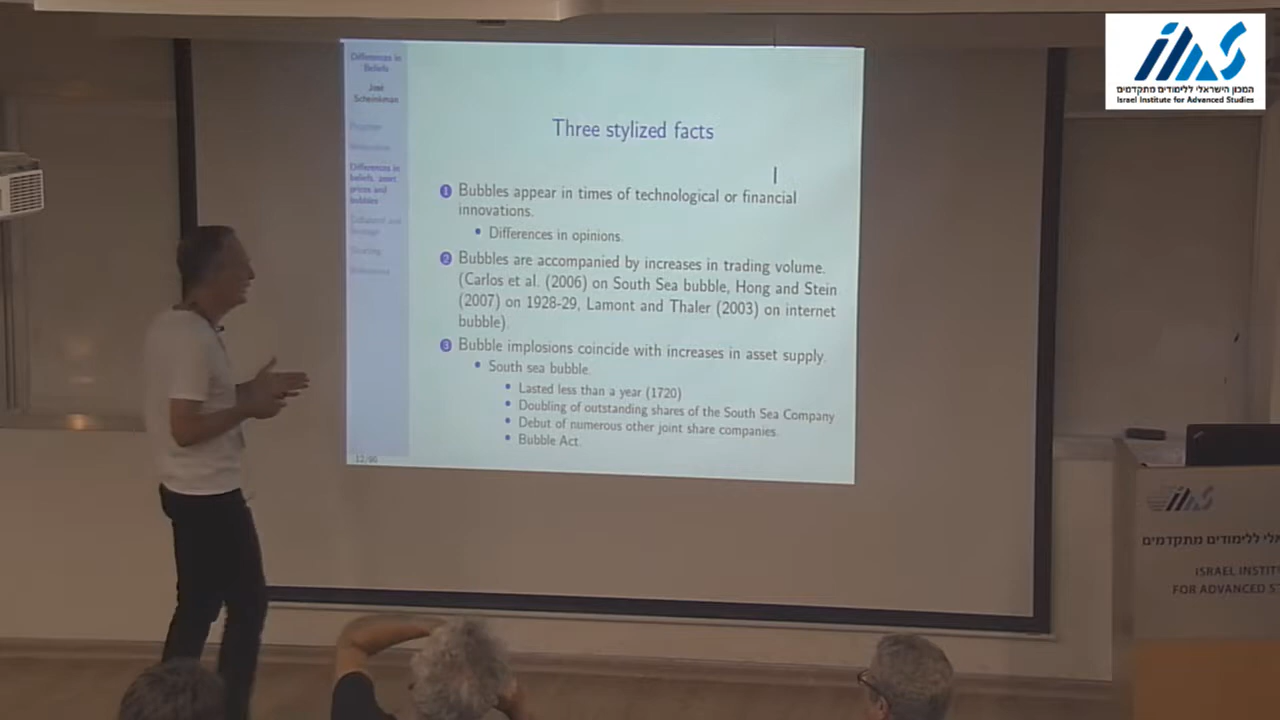 המכון הישראלי ללימודים מתקדמים
Israel Institute for Advanced Studies
Differences in
Beliefs
José
Scheinkman
Differences in
beliefs, asset
prices and
bubbles
Three stylized facts
1 Bubbles appear in times of technological or financial
innovations.
• Differences in opinions.
2 Bubbles are accompanied by increases in trading volume.
(Carlos et al. (2006) on South Sea bubble, Hong and Stein
(2007) on 1928-29, Lamont and Thaler (2003) on internet
bubble).
3 Bubble implosions coincide with increases in asset supply.
• South sea bubble.
• Lasted less than a year (1720)
• Doubling of outstanding shares of the South Sea Company
• Debut of numerous other joint share companies.
• Bubble Act.
ללימודים מתקדמים
ISRAEL INSTIT
FOR ADVANCED S